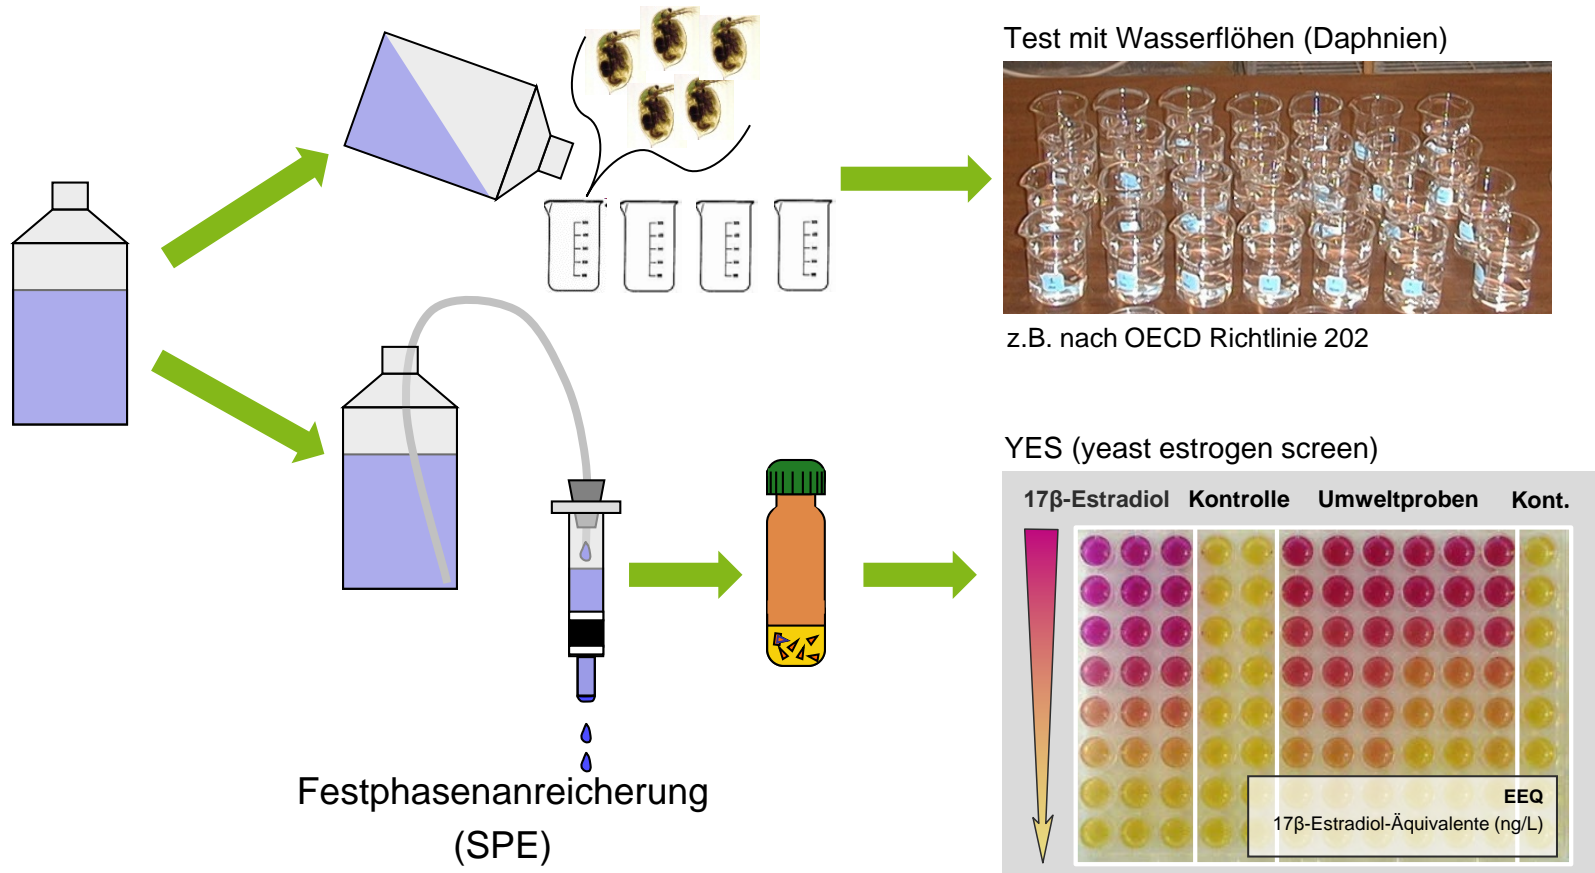 Test mit Wasserflöhen (Daphnien)
z.B. nach OECD Richtlinie 202
YES (yeast estrogen screen)
17β-Estradiol Kontrolle Umweltproben Kont.
EEQ
17β-Estradiol-Äquivalente (ng/L)
Festphasenanreicherung
(SPE)